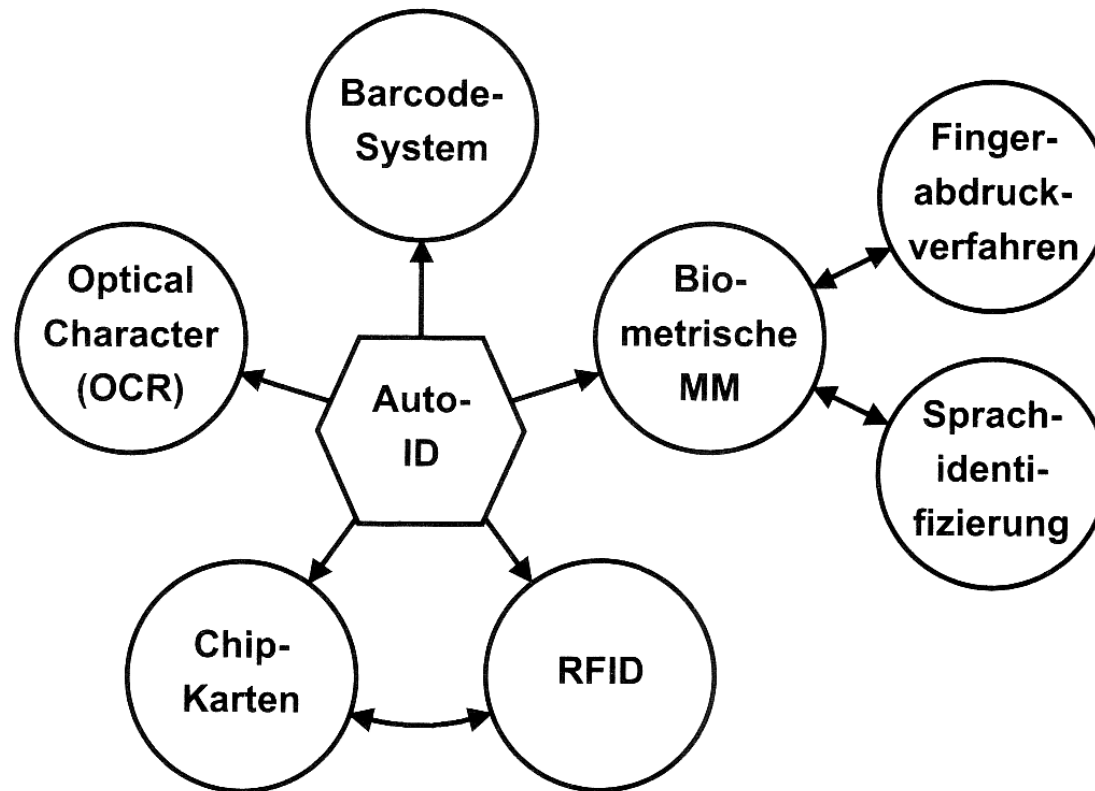 Barcode-
System
Finger-
abdruck-
verfahren
Optical
Character
(OCR)
Bio-
metrische
MM
Auto-
ID
Sprach-
identi-
fizierung
Chip-
Karten
RFID